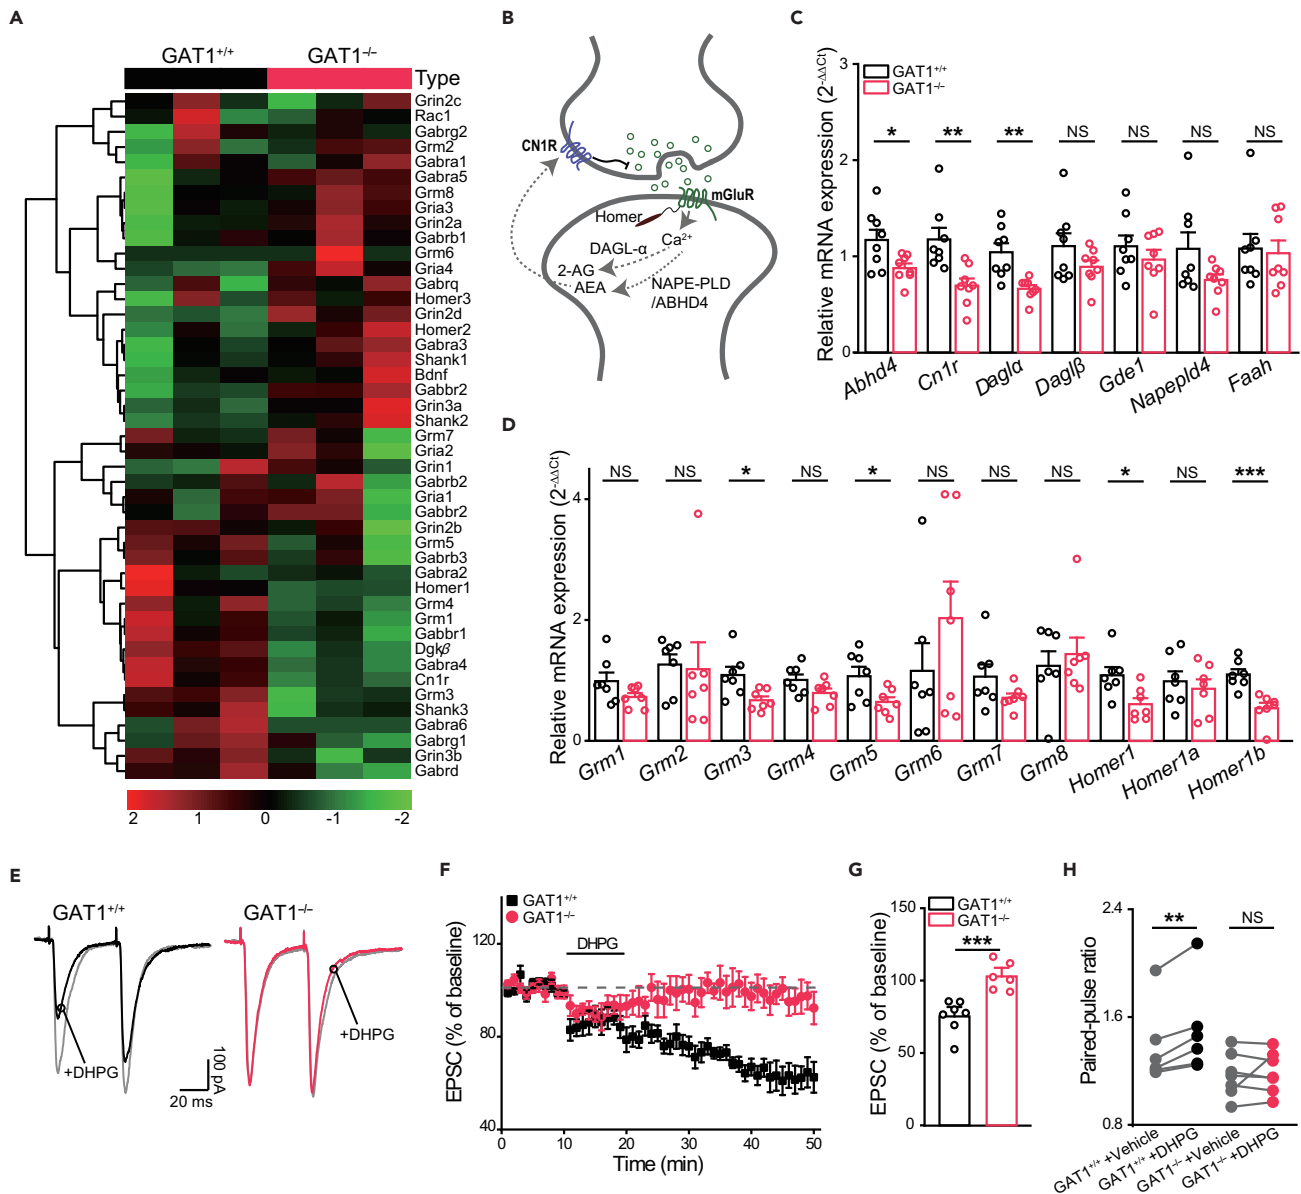 A
GAT1+/+
GAT1−/−
Type
Grin2c
Rac1
Gabrg2
Grm2
Gabra1
Gabra5
Grm8
Gria3
Grin2a
Gabrb1
Grm6
Gria4
Gabrq
Homer3
Grin2d
Homer2
Gabra3
Shank1
Bdnf
Gabbr2
Grin3a
Shank2
Grm7
Gria2
Grin1
Gabrb2
Gria1
Gabbr2
Grin2b
Grm5
Gabrb3
Gabra2
Homer1
Grm4
Grm1
Gabbr1
Dgkβ
Gabra4
Cn1r
Grm3
Shank3
Gabra6
Gabrg1
Grin3b
Gabrd
2 1 0 -1 -2
B
CN1R
mGluR
Homer
Ca2+
DAGL-α
2-AG
AEA
NAPE-PLD
/ABHD4
C
Relative mRNA expression (2-ΔΔCt)
3
2
1
0
GAT1+/+
GAT1−/−
* ** ** NS NS NS NS
Abhd4 Cn1r Daglα Daglβ Gde1 Napepld4 Faah
D
Relative mRNA expression (2-ΔΔCt)
4
2
0
NS NS * NS * NS NS NS * NS ***
Grm1 Grm2 Grm3 Grm4 Grm5 Grm6 Grm7 Grm8 Homer1 Homer1a Homer1b
E
GAT1+/+
GAT1−/−
+DHPG
+DHPG
100 pA
20 ms
F
EPSC (% of baseline)
120
80
40
GAT1+/+
GAT1−/−
DHPG
0 10 20 30 40 50
Time (min)
G
EPSC (% of baseline)
150
100
50
0
GAT1+/+
GAT1−/−
***
H
Paired-pulse ratio
2.4
1.6
0.8
** NS
GAT1+/+ +Vehicle
GAT1+/+ +DHPG
GAT1−/− +Vehicle
GAT1−/− +DHPG